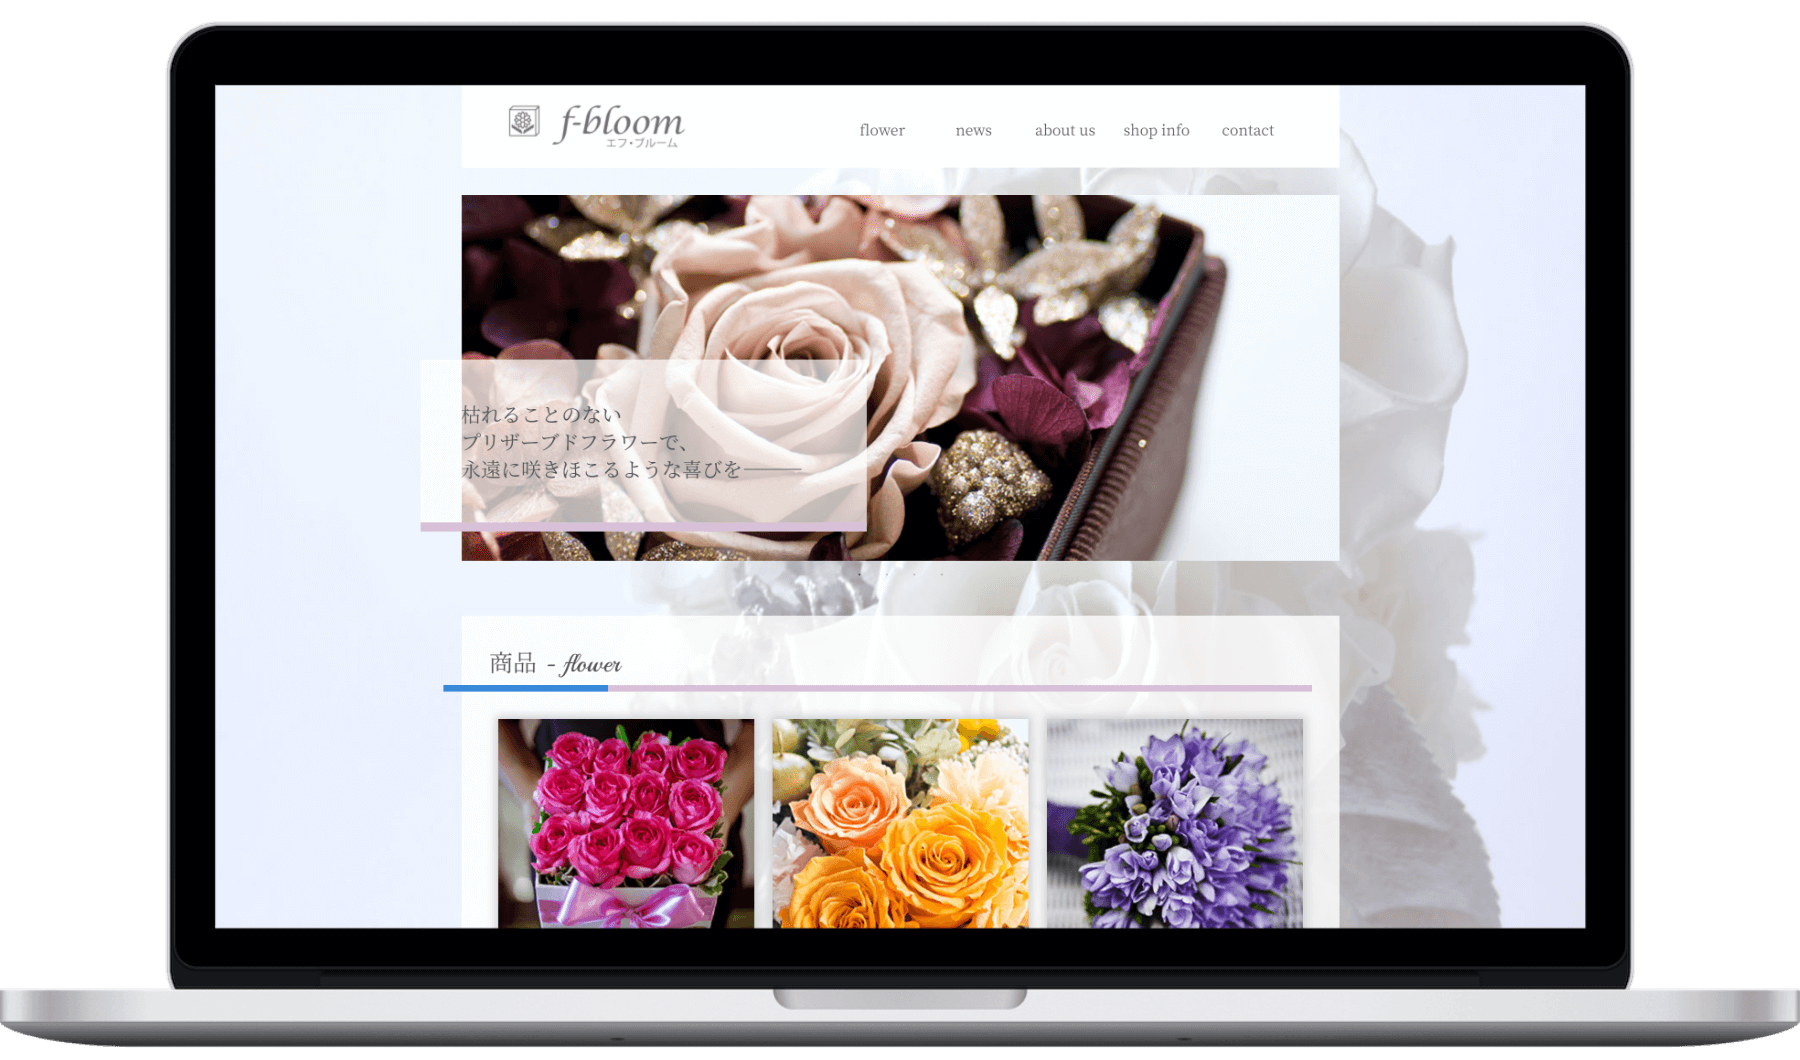 f-bloom
エフ・ブルーム
flower news about us shop info contact
枯れることのない
プリザーブドフラワーで、
永遠に咲きほこるような喜びを———
商品 - flower